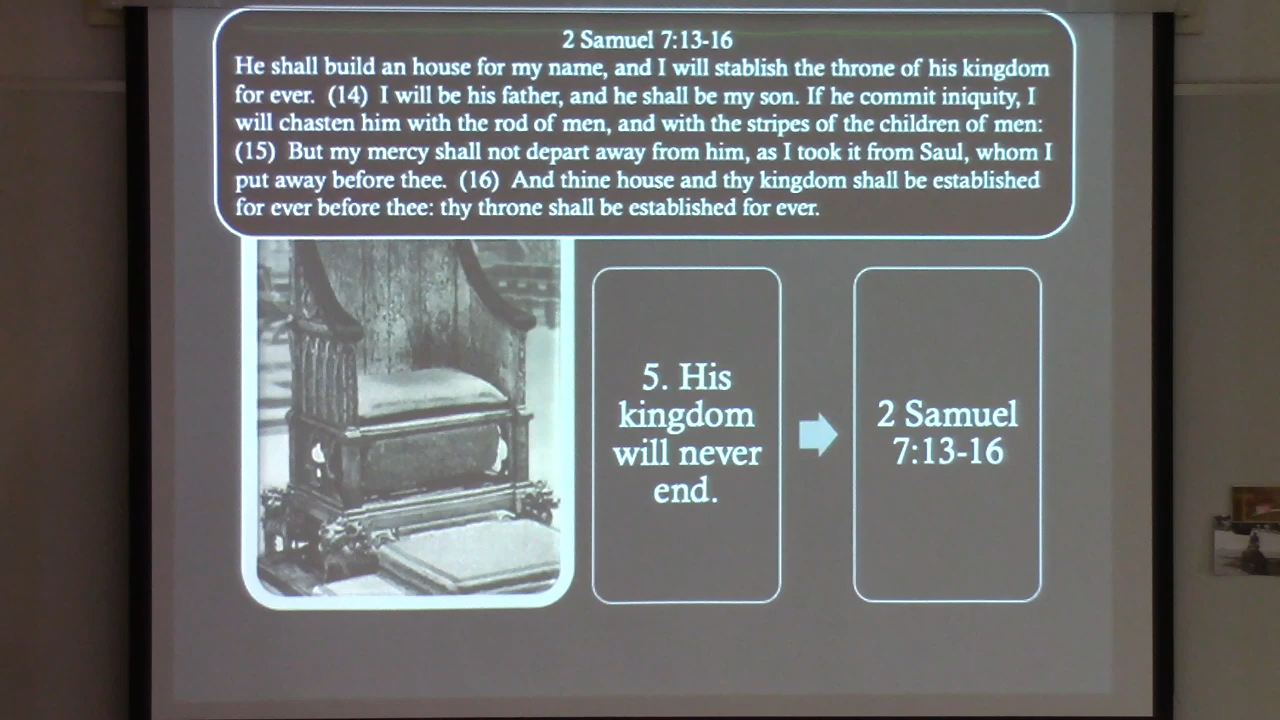 2 Samuel 7:13-16
He shall build an house for my name, and I will stablish the throne of his kingdom
for ever. (14) I will be his father, and he shall be my son. If he commit iniquity, I
will chasten him with the rod of men, and with the stripes of the children of men:
(15) But my mercy shall not depart away from him, as I took it from Saul, whom I
put away before thee. (16) And thine house and thy kingdom shall be established
for ever before thee: thy throne shall be established for ever.
5. His
kingdom
will never
end.
2 Samuel
7:13-16